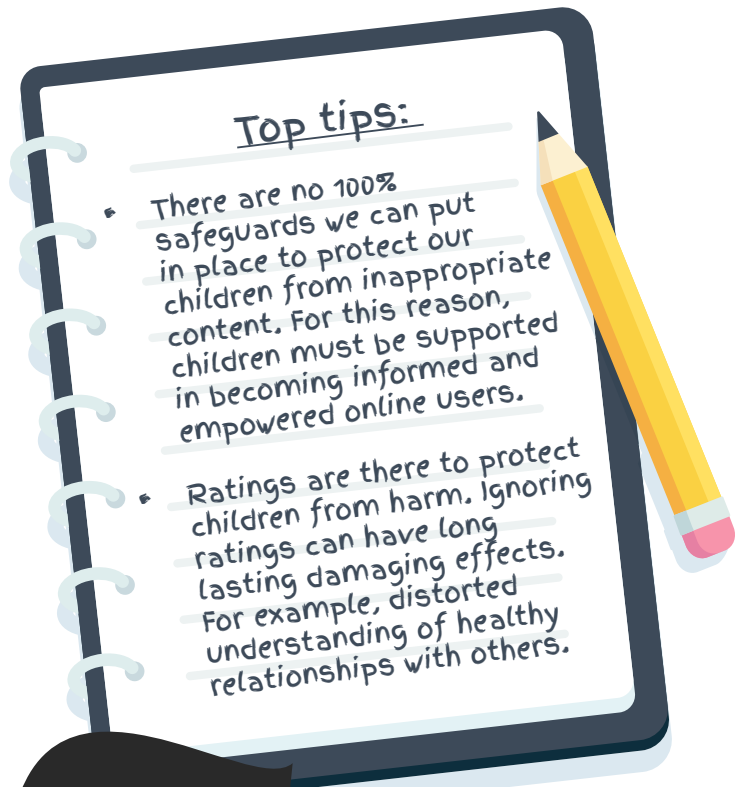 Top tips:
There are no 100%
safeguards we can put
in place to protect our
children from inappropriate
content. For this reason,
children must be supported
in becoming informed and
empowered online users.
Ratings are there to protect
children from harm. Ignoring
ratings can have long
lasting damaging effects.
For example, distorted
understanding of healthy
relationships with others.